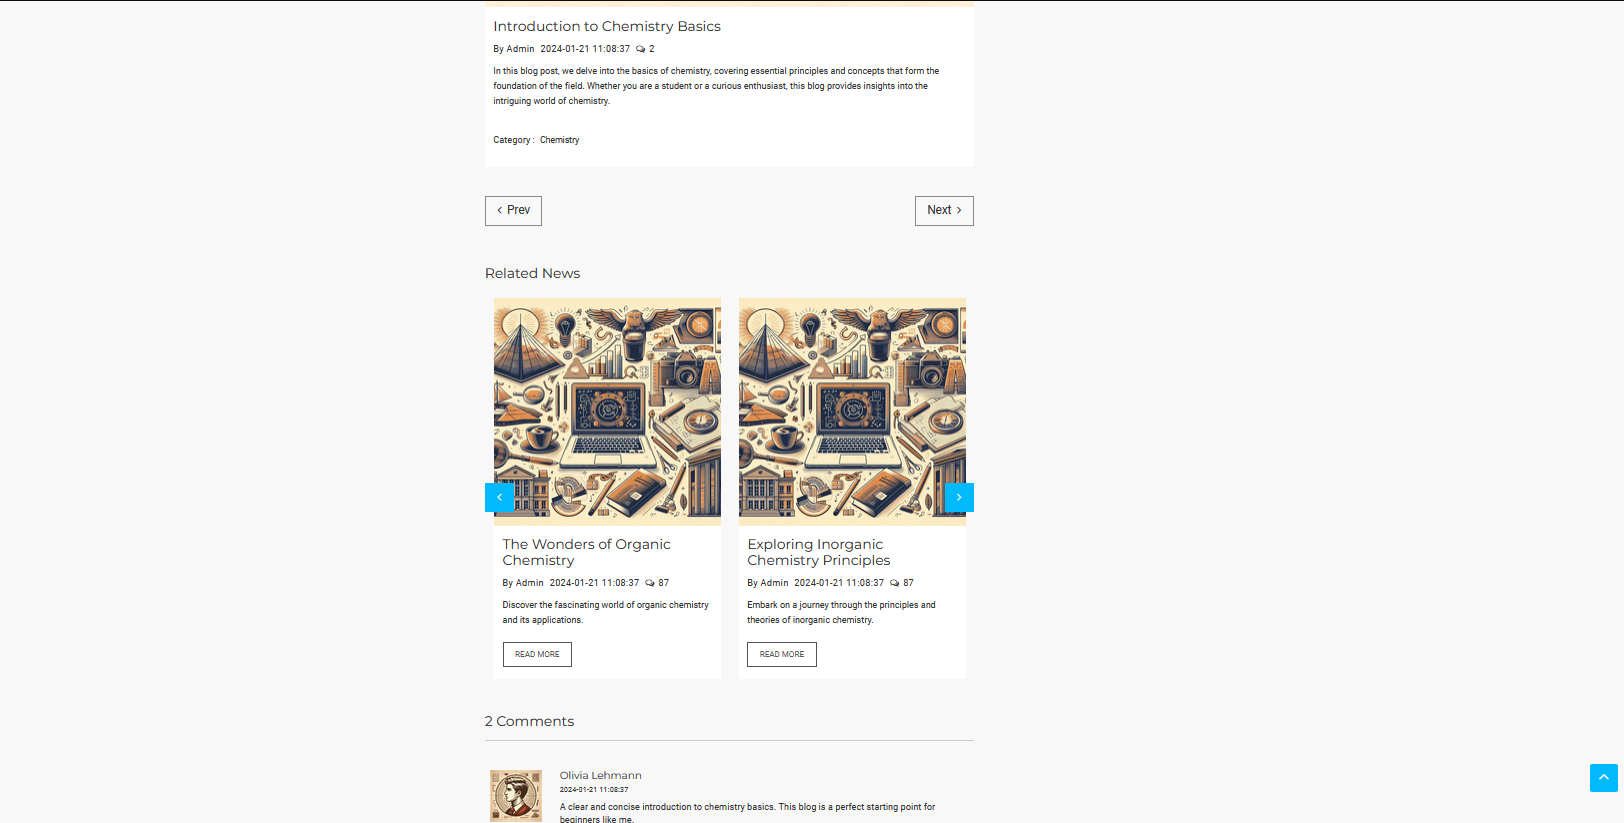 Introduction to Chemistry Basics
By Admin 2024-01-21 11:08:37 2
In this blog post, we delve into the basics of chemistry, covering essential principles and concepts that form the
foundation of the field. Whether you are a student or a curious enthusiast, this blog provides insights into the
intriguing world of chemistry.
Category : Chemistry
Prev
Next
Related News
The Wonders of Organic
Chemistry
By Admin 2024-01-21 11:08:37 87
Discover the fascinating world of organic chemistry
and its applications.
READ MORE
Exploring Inorganic
Chemistry Principles
By Admin 2024-01-21 11:08:37 87
Embark on a journey through the principles and
theories of inorganic chemistry.
READ MORE
2 Comments
Olivia Lehmann
2024-01-21 11:08:37
A clear and concise introduction to chemistry basics. This blog is a perfect starting point for
beginners like me.